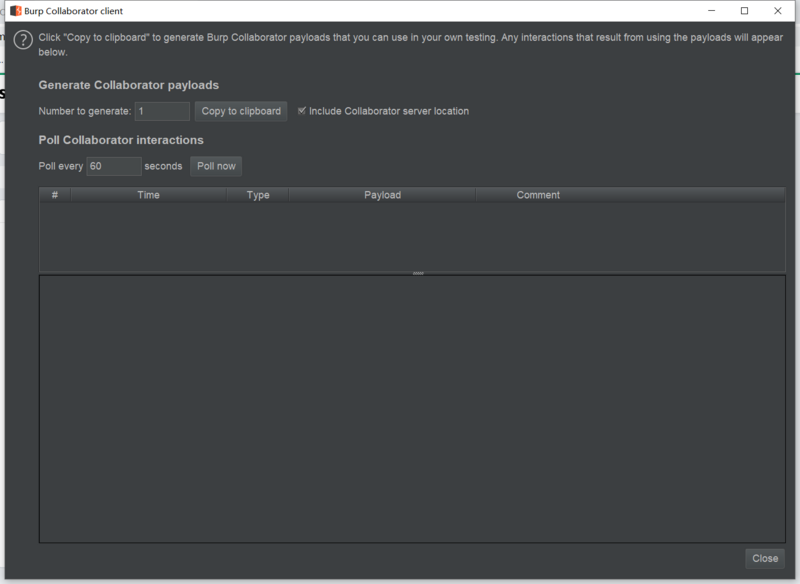 Burp Collaborator client
Click "Copy to clipboard" to generate Burp Collaborator payloads that you can use in your own testing. Any interactions that result from using the payloads will appear
below.
Generate Collaborator payloads
Number to generate: 1 Copy to clipboard Include Collaborator server location
Poll Collaborator interactions
Poll every 60 seconds Poll now
# Time Type Payload Comment
Close